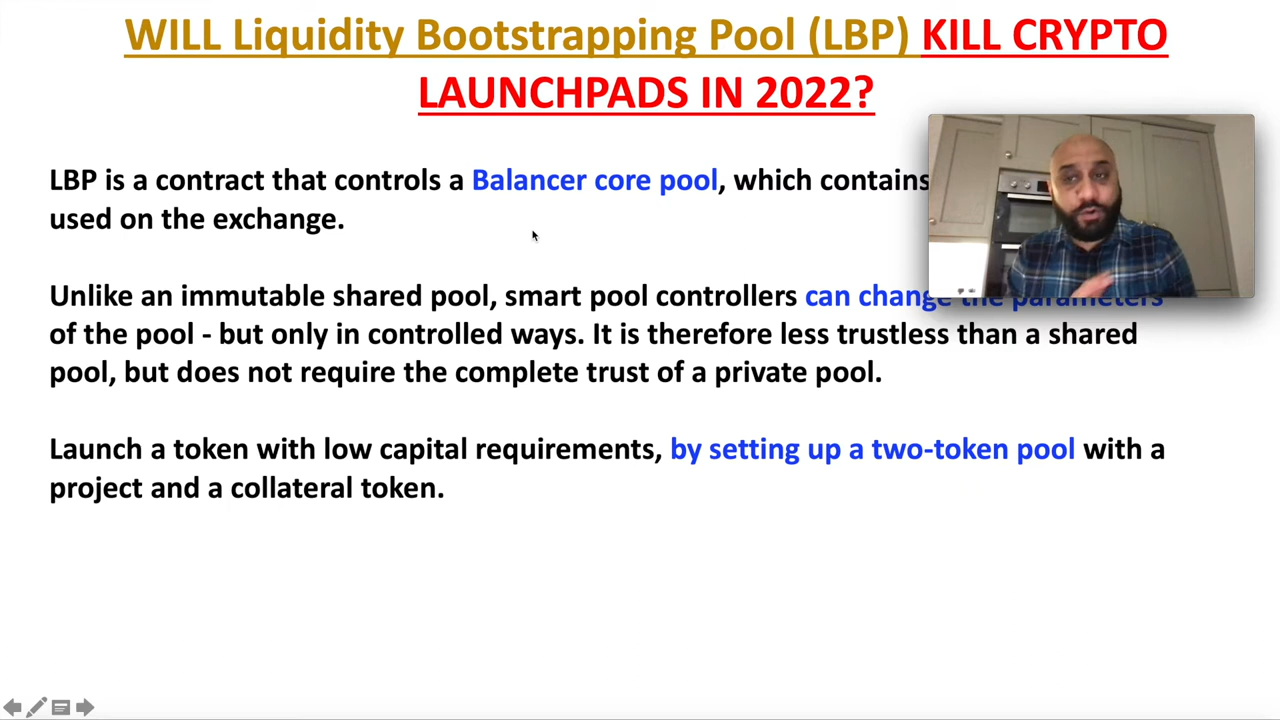 WILL Liquidity Bootstrapping Pool (LBP) KILL CRYPTO
LAUNCHPADS IN 2022?
LBP is a contract that controls a Balancer core pool, which contains
used on the exchange.
Unlike an immutable shared pool, smart pool controllers can change the parameters
of the pool - but only in controlled ways. It is therefore less trustless than a shared
pool, but does not require the complete trust of a private pool.
Launch a token with low capital requirements, by setting up a two-token pool with a
project and a collateral token.